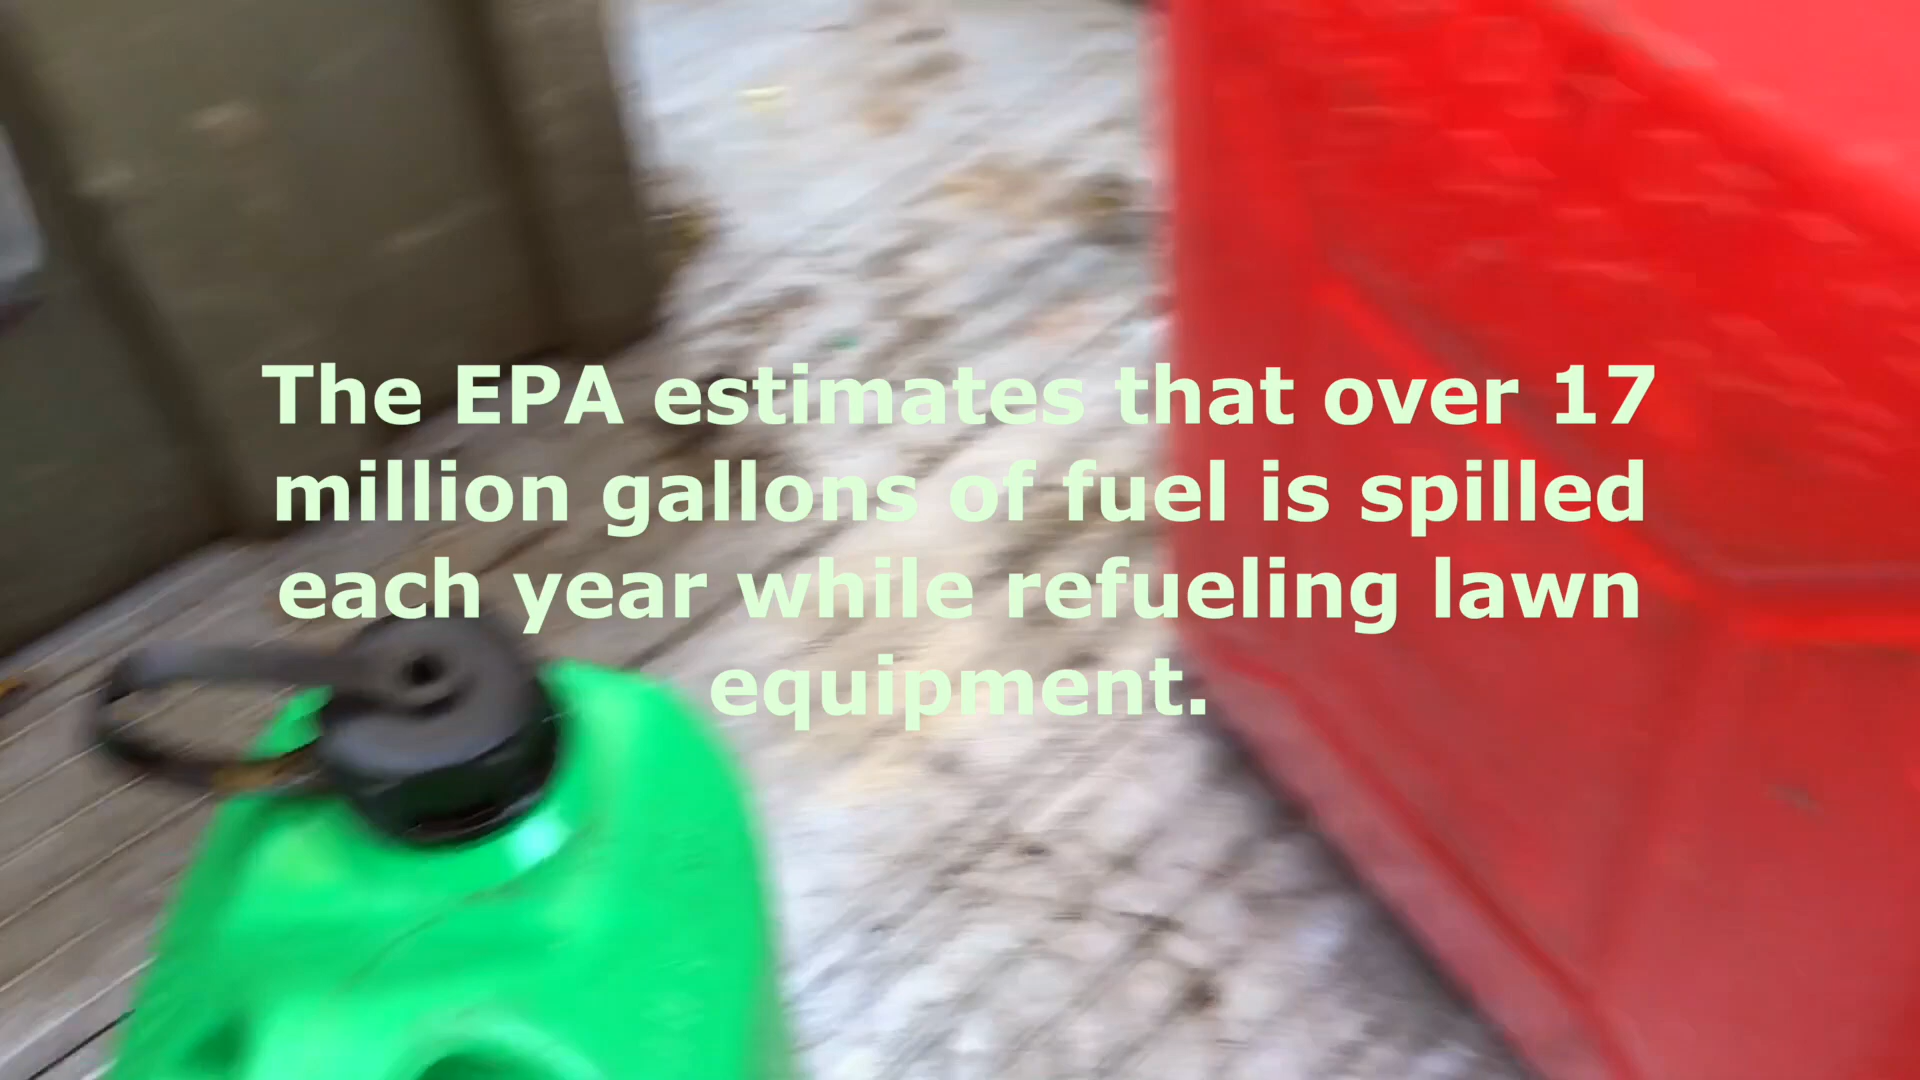 The EPA estimates that over 17
million gallons of fuel is spilled
each year while refueling lawn
equipment.